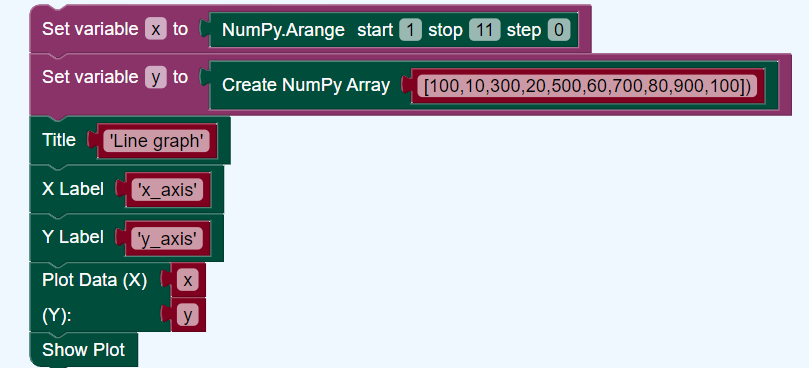 Set variable x to NumPy.Arange start 1 stop 11 step 0
Set variable y to Create NumPy Array [100,10,300,20,500,60,700,80,900,100])
Title 'Line graph'
X Label 'x_axis'
Y Label 'y_axis'
Plot Data (X) x
(Y): y
Show Plot